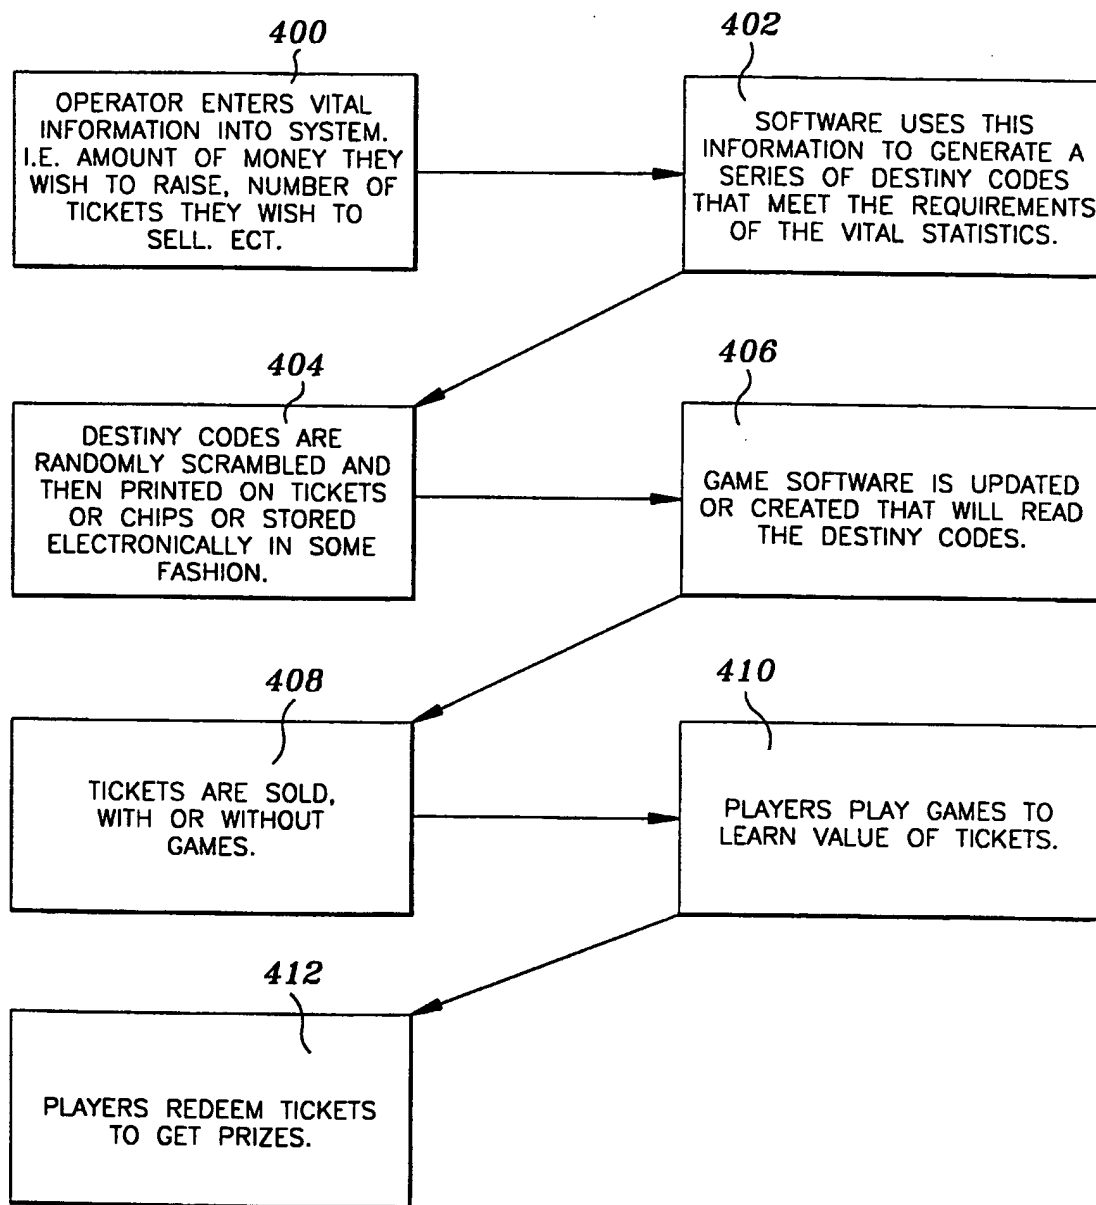 400
OPERATOR ENTERS VITAL
INFORMATION INTO SYSTEM.
I.E. AMOUNT OF MONEY THEY
WISH TO RAISE, NUMBER OF
TICKETS THEY WISH TO
SELL. ECT.
402
SOFTWARE USES THIS
INFORMATION TO GENERATE A
SERIES OF DESTINY CODES
THAT MEET THE REQUIREMENTS
OF THE VITAL STATISTICS.
404
DESTINY CODES ARE
RANDOMLY SCRAMBLED AND
THEN PRINTED ON TICKETS
OR CHIPS OR STORED
ELECTRONICALLY IN SOME
FASHION.
406
GAME SOFTWARE IS UPDATED
OR CREATED THAT WILL READ
THE DESTINY CODES.
408
TICKETS ARE SOLD,
WITH OR WITHOUT
GAMES.
410
PLAYERS PLAY GAMES TO
LEARN VALUE OF TICKETS.
412
PLAYERS REDEEM TICKETS
TO GET PRIZES.